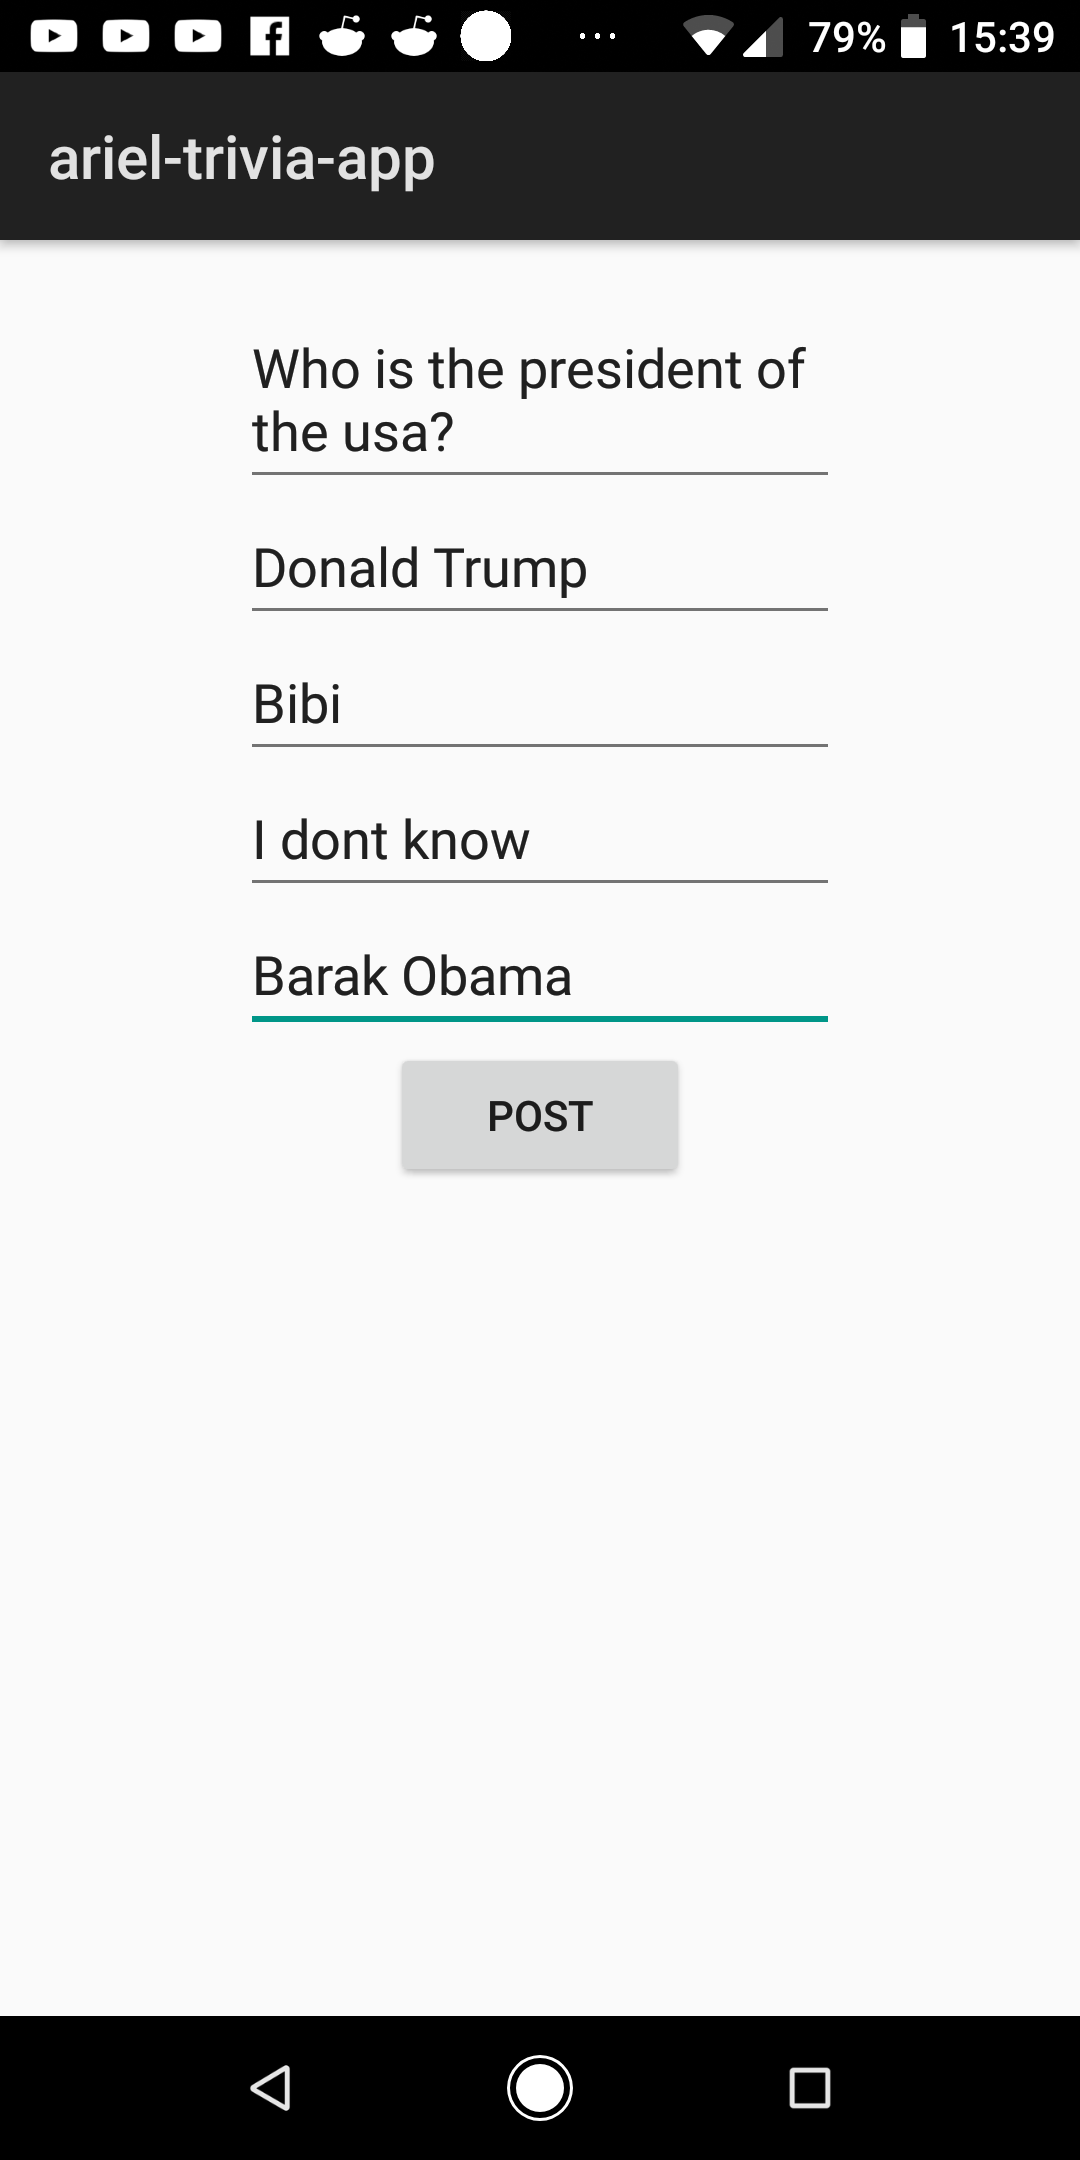 79% 15:39
ariel-trivia-app
Who is the president of
the usa?
Donald Trump
Bibi
I dont know
Barak Obama
POST